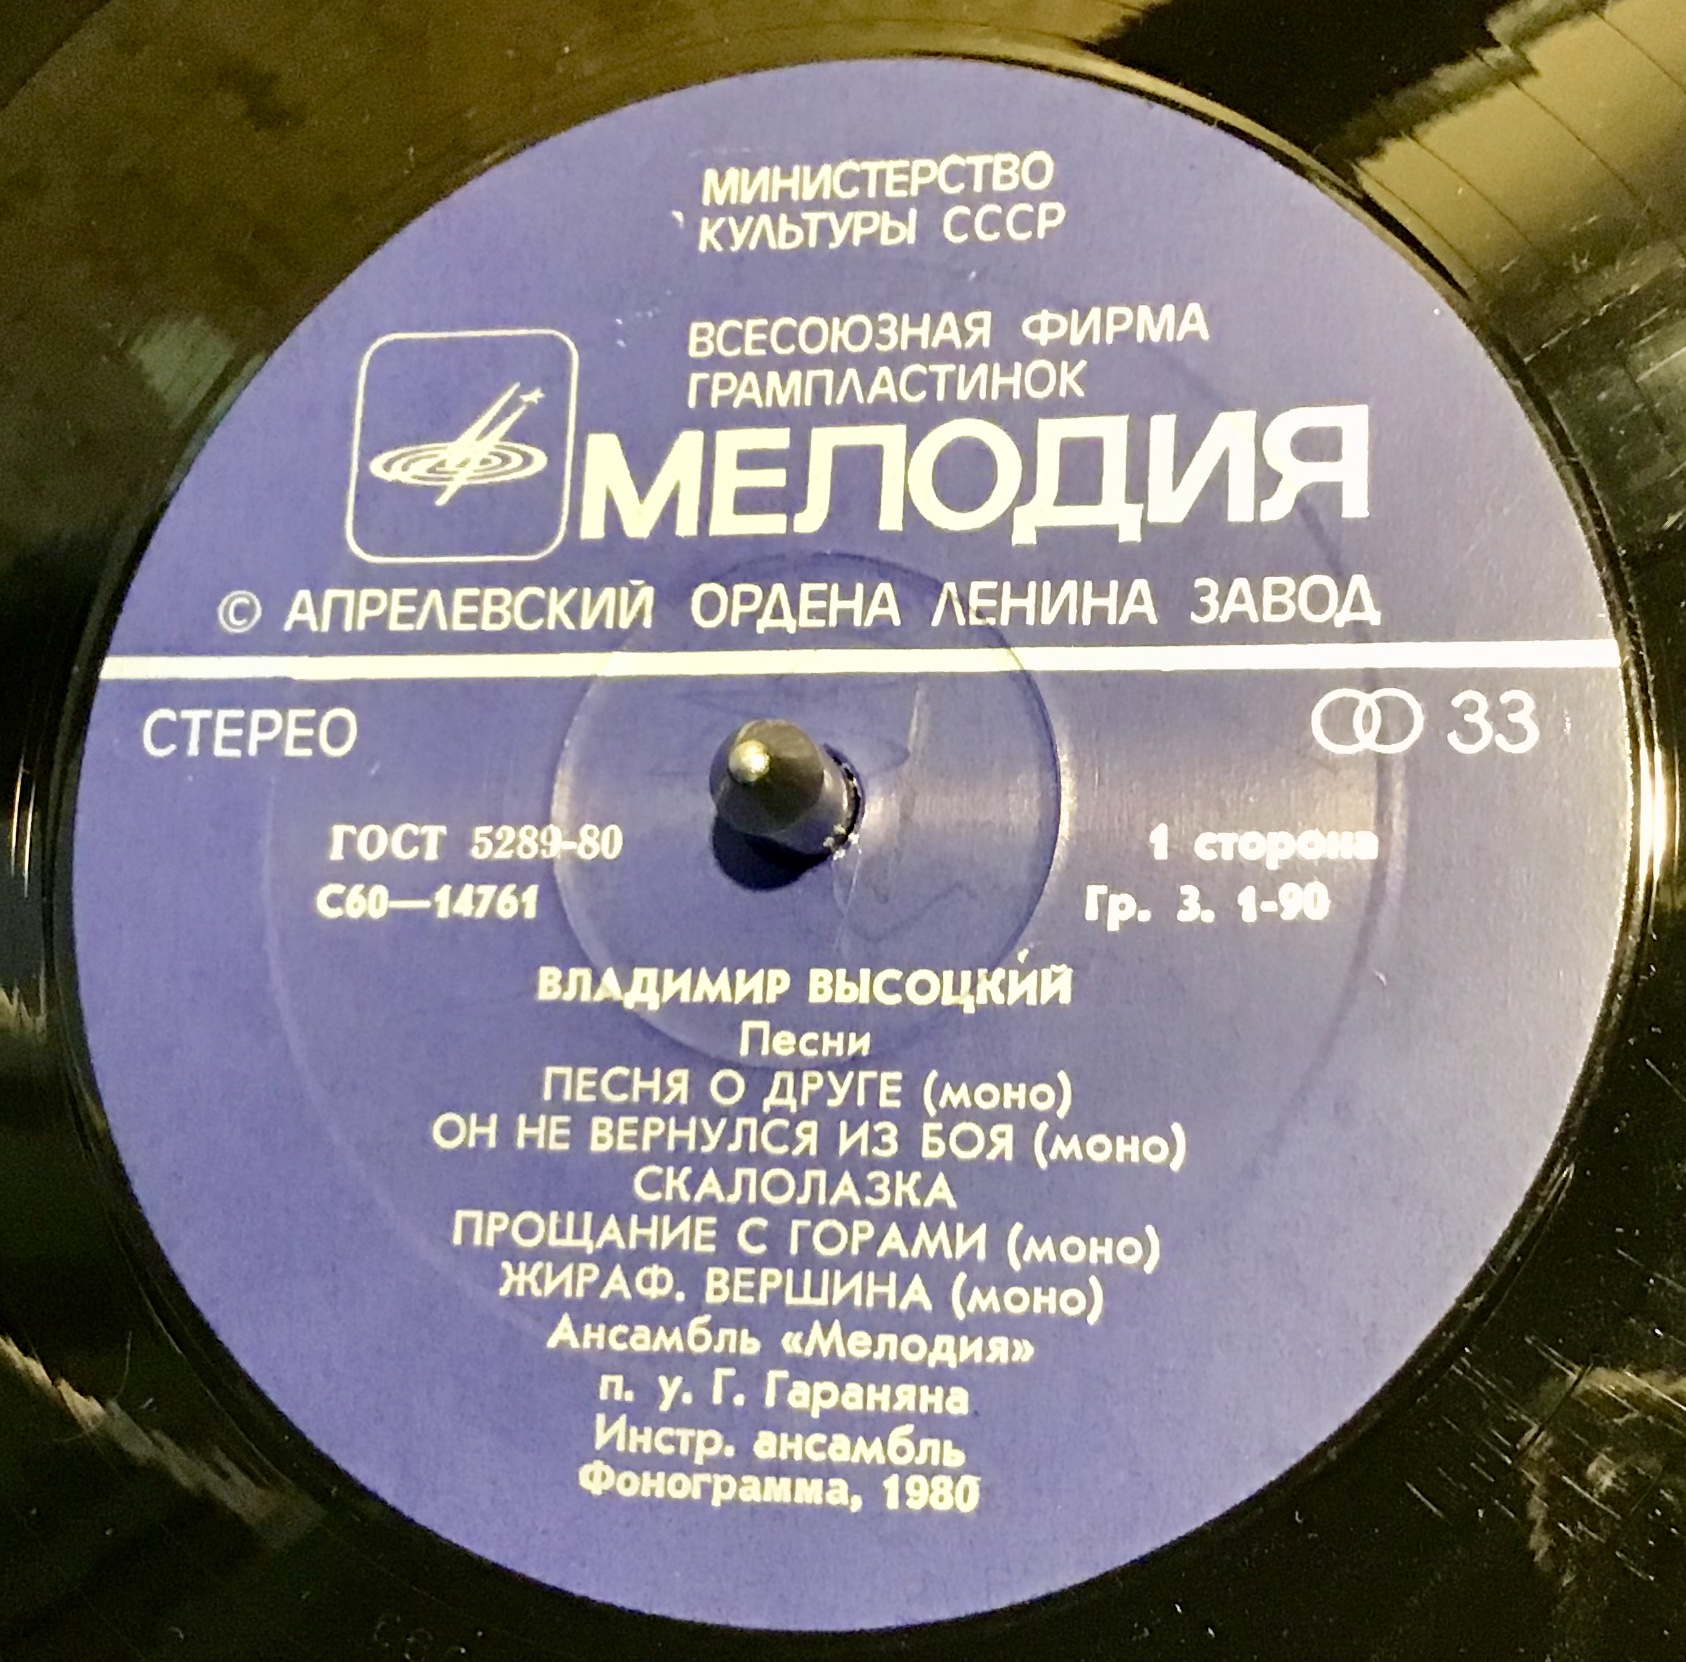 МИНИСТЕРСТВО
КУЛЬТУРЫ СССР
ВСЕСОЮЗНАЯ ФИРМА
ГРАМПЛАСТИНОК
МЕЛОДИЯ
© АПРЕЛЕВСКИЙ ОРДЕНА ЛЕНИНА ЗАВОД
СТЕРЕО 33
ГОСТ 5289-80 1 сторона
С60—14761 Гр. 3. 1-90
ВЛАДИМИР ВЫСОЦКИЙ
Песни
ПЕСНЯ О ДРУГЕ (моно)
ОН НЕ ВЕРНУЛСЯ ИЗ БОЯ (моно)
СКАЛОЛАЗКА
ПРОЩАНИЕ С ГОРАМИ (моно)
ЖИРАФ. ВЕРШИНА (моно)
Ансамбль «Мелодия»
п. у. Г. Гараняна
Инстр. ансамбль
Фонограмма, 1980